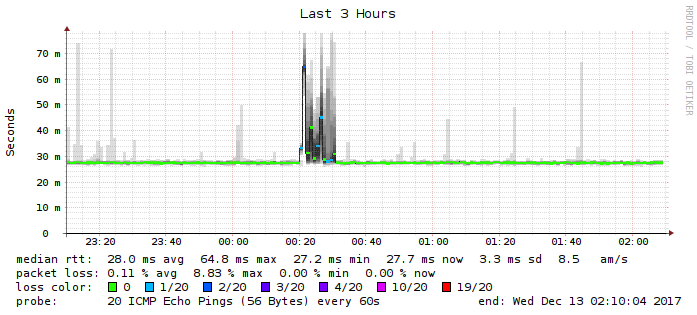 Last 3 Hours
RRDTOOL / TOBI OETIKER
Seconds
70 m
60 m
50 m
40 m
30 m
20 m
10 m
0
23:20 23:40 00:00 00:20 00:40 01:00 01:20 01:40 02:00
median rtt: 28.0 ms avg 64.8 ms max 27.2 ms min 27.7 ms now 3.3 ms sd 8.5 am/s
packet loss: 0.11 % avg 8.83 % max 0.00 % min 0.00 % now
loss color: 0 1/20 2/20 3/20 4/20 10/20 19/20
probe: 20 ICMP Echo Pings (56 Bytes) every 60s end: Wed Dec 13 02:10:04 2017